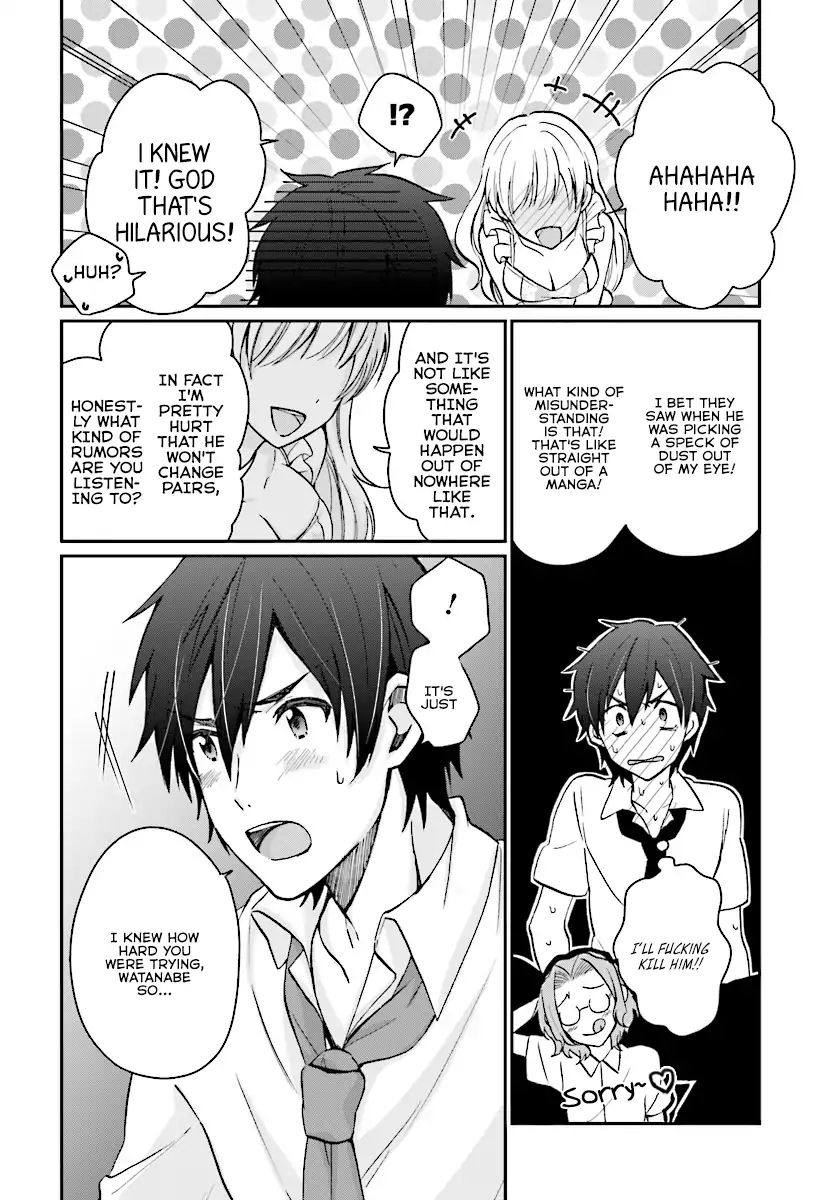 AHAHAHA
HAHA!!
!?
I KNEW
IT! GOD
THAT'S
HILARIOUS!
HUH?
I BET THEY
SAW WHEN HE
WAS PICKING
A SPECK OF
DUST OUT
OF MY EYE!
WHAT KIND OF
MISUNDER-
STANDING
IS THAT!
THAT'S LIKE
STRAIGHT
OUT OF A
MANGA!
I'LL FUCKING
KILL HIM!!
Sorry~♡
AND IT'S
NOT LIKE
SOME-
THING
THAT
WOULD
HAPPEN
OUT OF
NOWHERE
LIKE
THAT.
IN FACT
I'M
PRETTY
HURT
THAT HE
WON'T
CHANGE
PAIRS,
HONEST-
LY WHAT
KIND OF
RUMORS
ARE YOU
LISTEN-
ING TO?
!
IT'S
JUST
I KNEW HOW
HARD YOU
WERE TRYING,
WATANABE
SO...